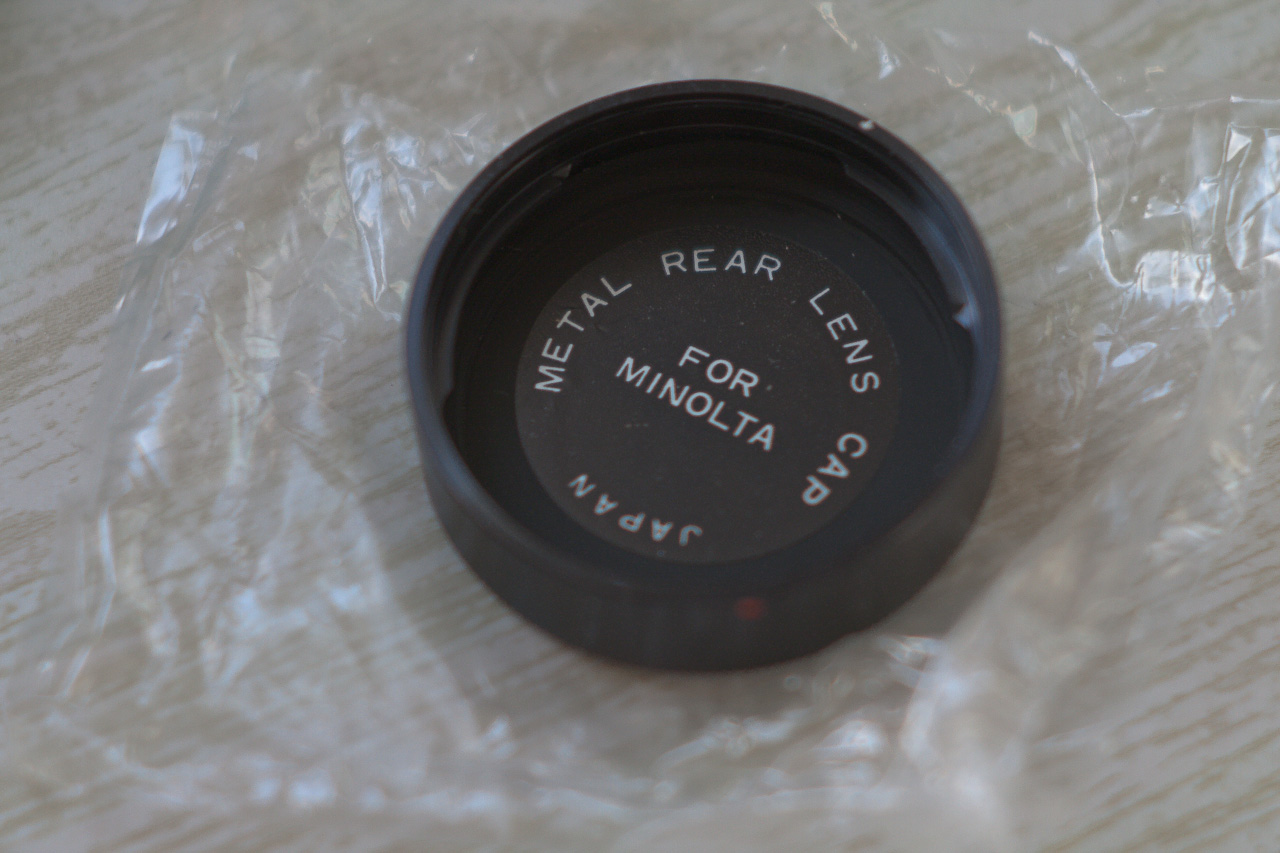 METAL REAR LENS CAP
FOR
MINOLTA
JAPAN